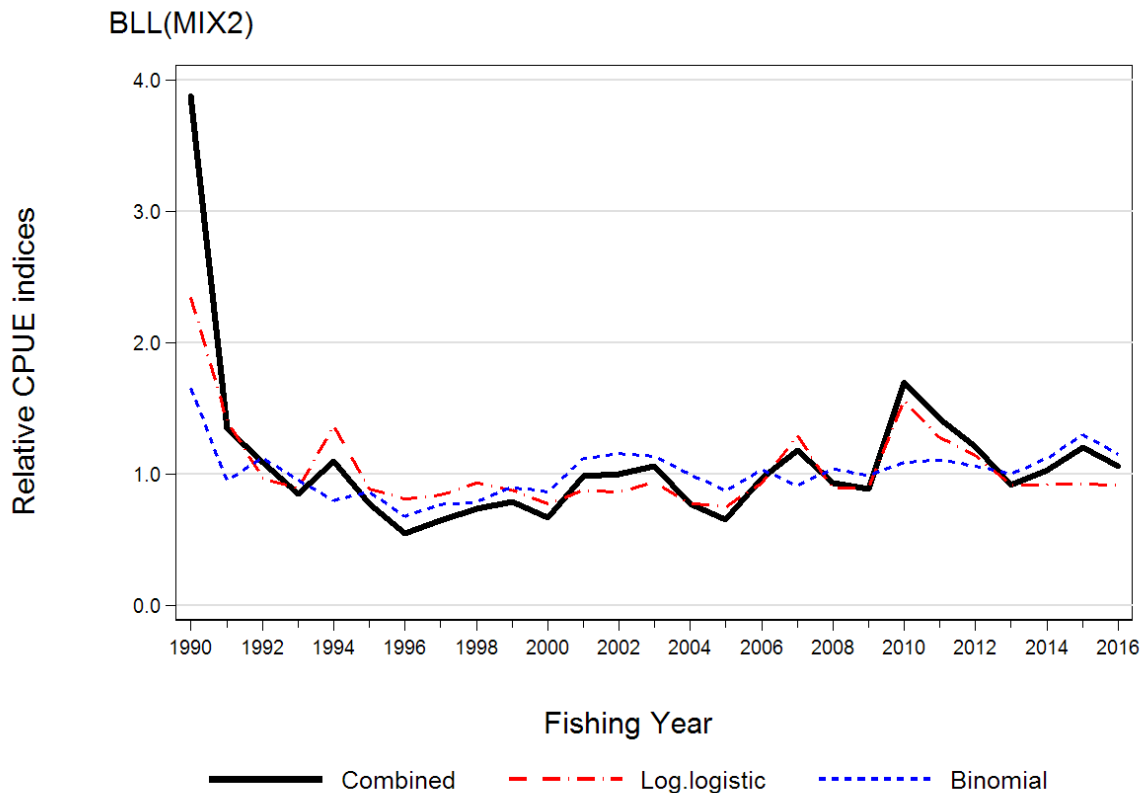 BLL(MIX2)
Relative CPUE indices
4.0
3.0
2.0
1.0
0.0
1990 1992 1994 1996 1998 2000 2002 2004 2006 2008 2010 2012 2014 2016
Fishing Year
Combined Log.logistic Binomial